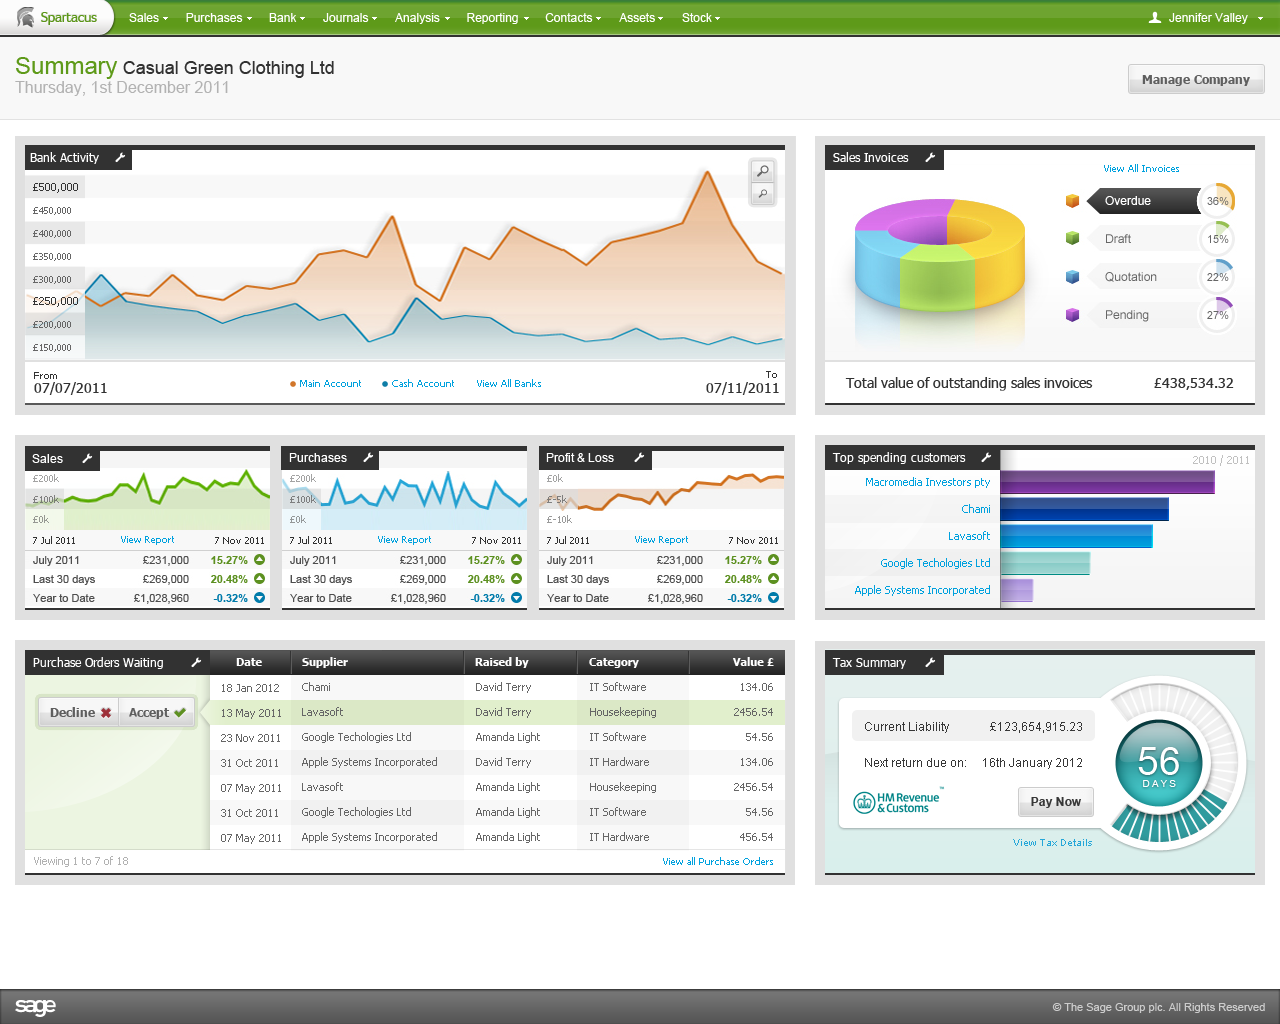 Spartacus Sales Purchases Bank Journals Analysis Reporting Contacts Assets Stock Jennifer Valley
Summary Casual Green Clothing Ltd
Thursday, 1st December 2011
Manage Company
Bank Activity
£500,000
£450,000
£400,000
£350,000
£300,000
£250,000
£200,000
£150,000
From
07/07/2011
Main Account Cash Account View All Banks
To
07/11/2011
Sales Invoices
View All Invoices
Overdue 36%
Draft 15%
Quotation 22%
Pending 27%
Total value of outstanding sales invoices £438,534.32
Sales
£200k
£100k
£0k
7 Jul 2011 View Report 7 Nov 2011
July 2011 £231,000 15.27%
Last 30 days £269,000 20.48%
Year to Date £1,028,960 -0.32%
Purchases
£200k
£100k
£0k
7 Jul 2011 View Report 7 Nov 2011
July 2011 £231,000 15.27%
Last 30 days £269,000 20.48%
Year to Date £1,028,960 -0.32%
Profit & Loss
£0k
£-5k
£-10k
7 Jul 2011 View Report 7 Nov 2011
July 2011 £231,000 15.27%
Last 30 days £269,000 20.48%
Year to Date £1,028,960 -0.32%
Top spending customers
2010 / 2011
Macromedia Investors pty
Chami
Lavasoft
Google Techologies Ltd
Apple Systems Incorporated
Purchase Orders Waiting
Decline Accept
Date Supplier Raised by Category Value £
18 Jan 2012 Chami David Terry IT Software 134.06
13 May 2011 Lavasoft David Terry Housekeeping 2456.54
23 Nov 2011 Google Techologies Ltd Amanda Light IT Software 54.56
31 Oct 2011 Apple Systems Incorporated David Terry IT Hardware 134.06
07 May 2011 Lavasoft Amanda Light Housekeeping 2456.54
31 Oct 2011 Google Techologies Ltd Amanda Light IT Software 54.56
07 May 2011 Apple Systems Incorporated Amanda Light IT Hardware 456.54
Viewing 1 to 7 of 18 View all Purchase Orders
Tax Summary
Current Liability £123,654,915.23
Next return due on: 16th January 2012
HM Revenue & Customs™
Pay Now
View Tax Details
56
DAYS
sage
© The Sage Group plc. All Rights Reserved